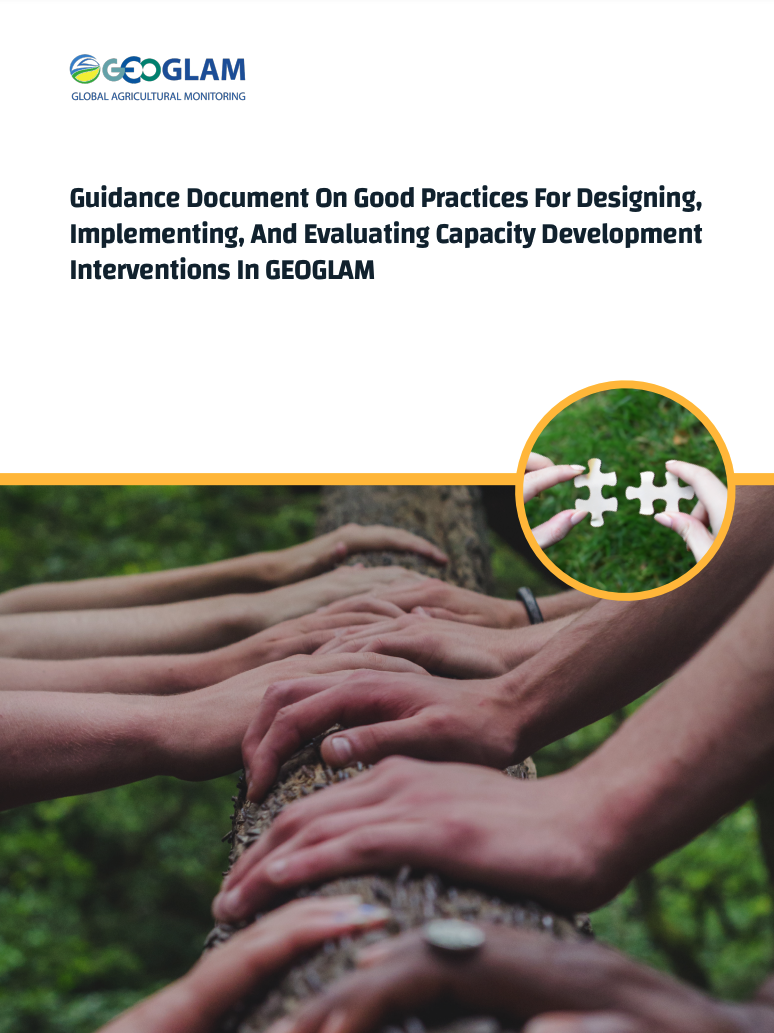 GEOGLAM
GLOBAL AGRICULTURAL MONITORING
Guidance Document On Good Practices For Designing,
Implementing, And Evaluating Capacity Development
Interventions In GEOGLAM